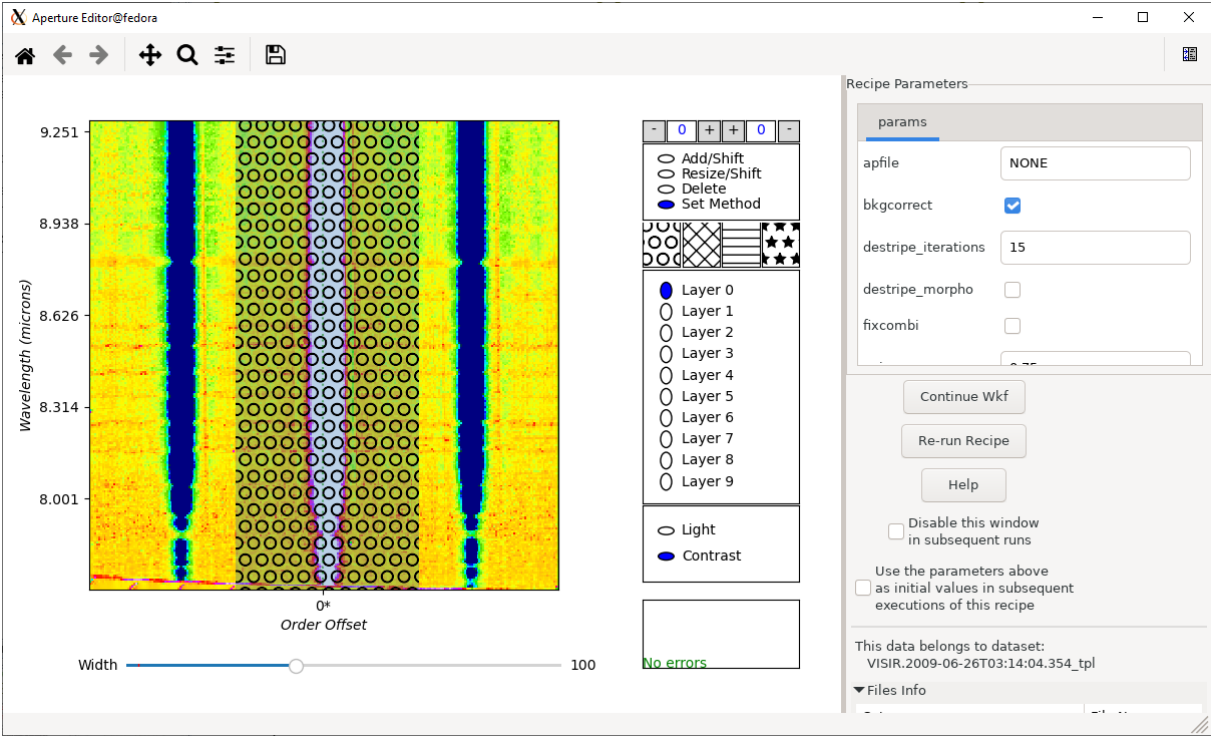 Aperture Editor@fedora
Recipe Parameters
params
apfile NONE
bkgcorrect
destripe_iterations 15
destripe_morpho
fixcombi
9.251
8.938
8.626
8.314
8.001
Wavelength (microns)
0*
Order Offset
Width 100
- 0 + + 0 -
Add/Shift
Resize/Shift
Delete
Set Method
Layer 0
Layer 1
Layer 2
Layer 3
Layer 4
Layer 5
Layer 6
Layer 7
Layer 8
Layer 9
Light
Contrast
No errors
Continue Wkf
Re-run Recipe
Help
Disable this window
in subsequent runs
Use the parameters above
as initial values in subsequent
executions of this recipe
This data belongs to dataset:
VISIR.2009-06-26T03:14:04.354_tpl
Files Info